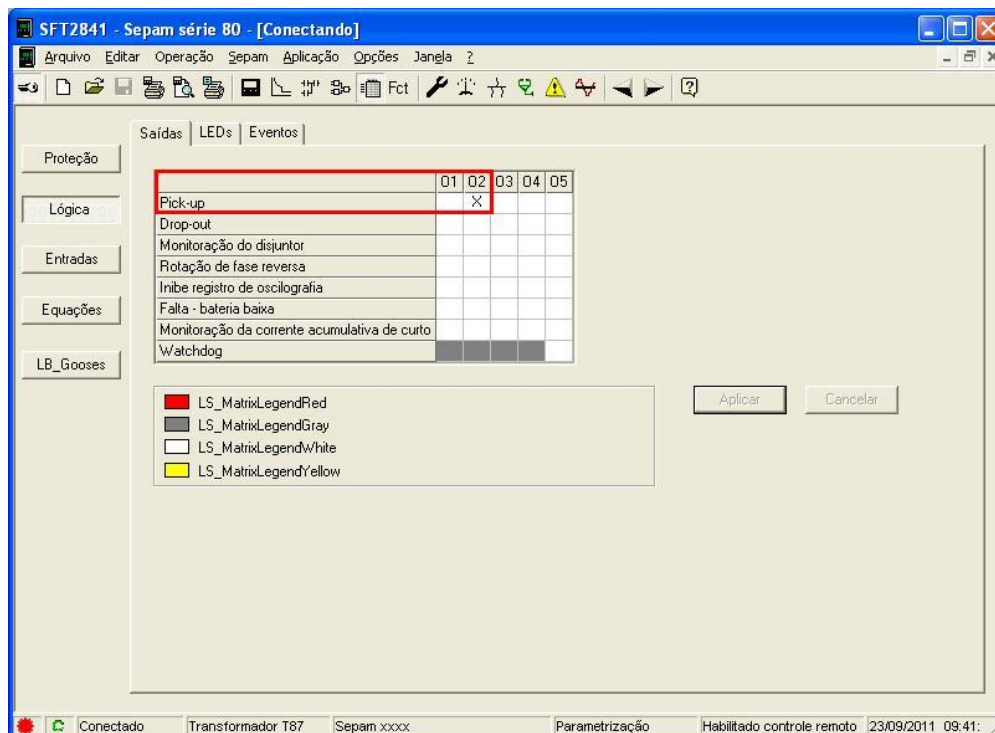 SFT2841 - Sepam série 80 - [Conectando]
Arquivo Editar Operação Sepam Aplicação Opções Janela ?
Fct
Saídas LEDs Eventos
Proteção
Lógica
Entradas
Equações
LB_Gooses
01 02 03 04 05
Pick-up X
Drop-out
Monitoração do disjuntor
Rotação de fase reversa
Inibe registro de oscilografia
Falta - bateria baixa
Monitoração da corrente acumulativa de curto
Watchdog
LS_MatrixLegendRed
LS_MatrixLegendGray
LS_MatrixLegendWhite
LS_MatrixLegendYellow
Aplicar Cancelar
Conectado Transformador T87 Sepam xxxx Parametrização Habilitado controle remoto 23/09/2011 09:41: